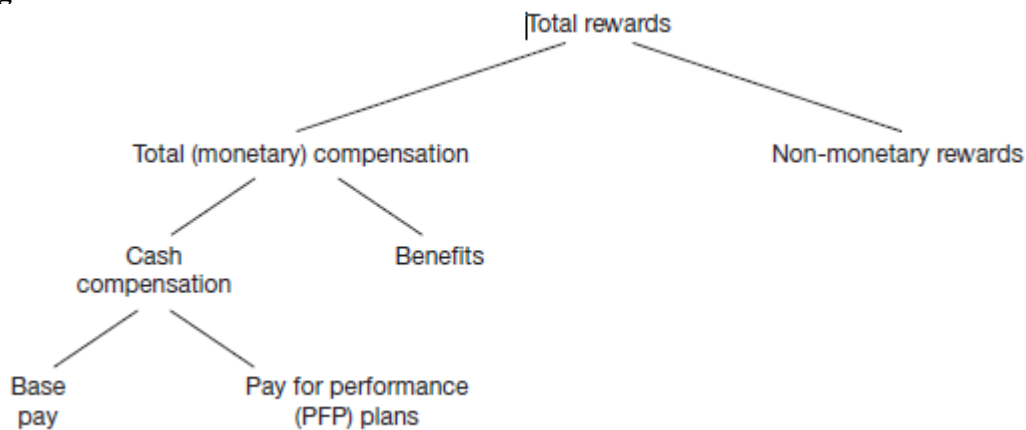 Total rewards
Total (monetary) compensation
Non-monetary rewards
Cash
compensation
Benefits
Base
pay
Pay for performance
(PFP) plans